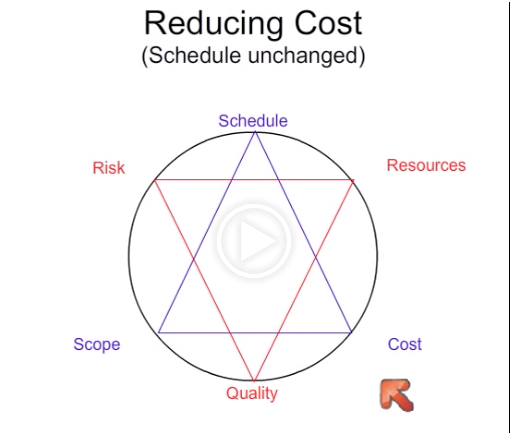 Reducing Cost
(Schedule unchanged)
Schedule
Risk
Resources
Scope
Cost
Quality